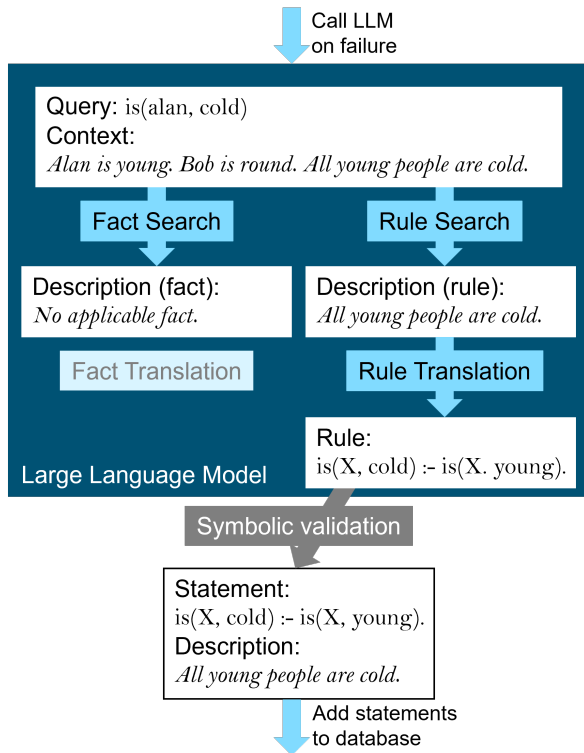 Call LLM
on failure
Query: is(alan, cold)
Context:
Alan is young. Bob is round. All young people are cold.
Fact Search
Rule Search
Description (fact):
No applicable fact.
Description (rule):
All young people are cold.
Fact Translation
Rule Translation
Rule:
is(X, cold) :- is(X. young).
Large Language Model
Symbolic validation
Statement:
is(X, cold) :- is(X, young).
Description:
All young people are cold.
Add statements
to database